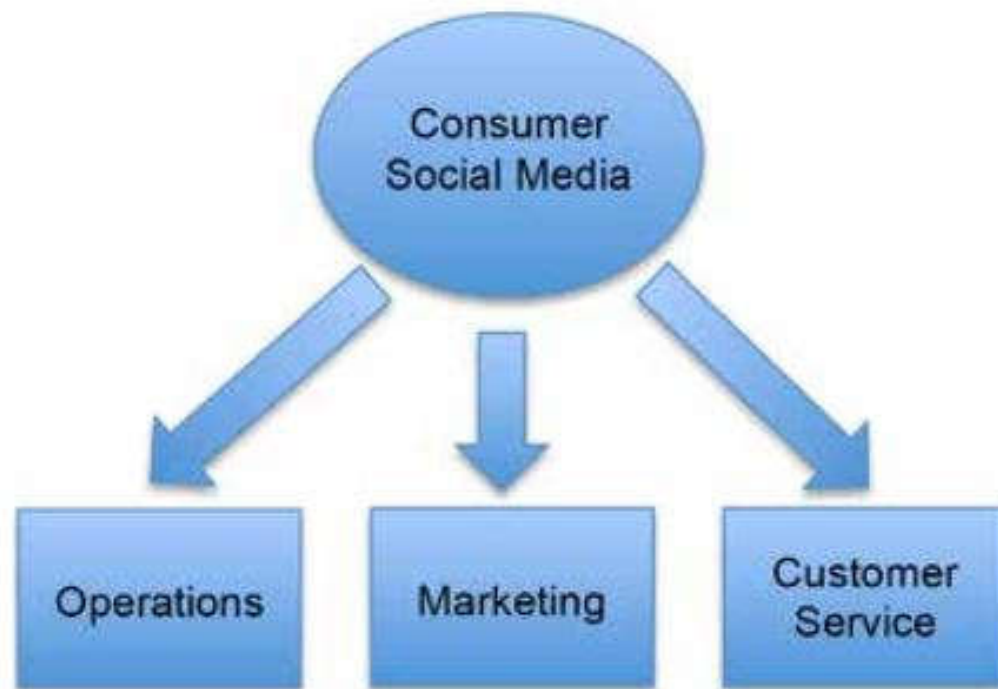 Consumer
Social Media
Operations
Marketing
Customer
Service